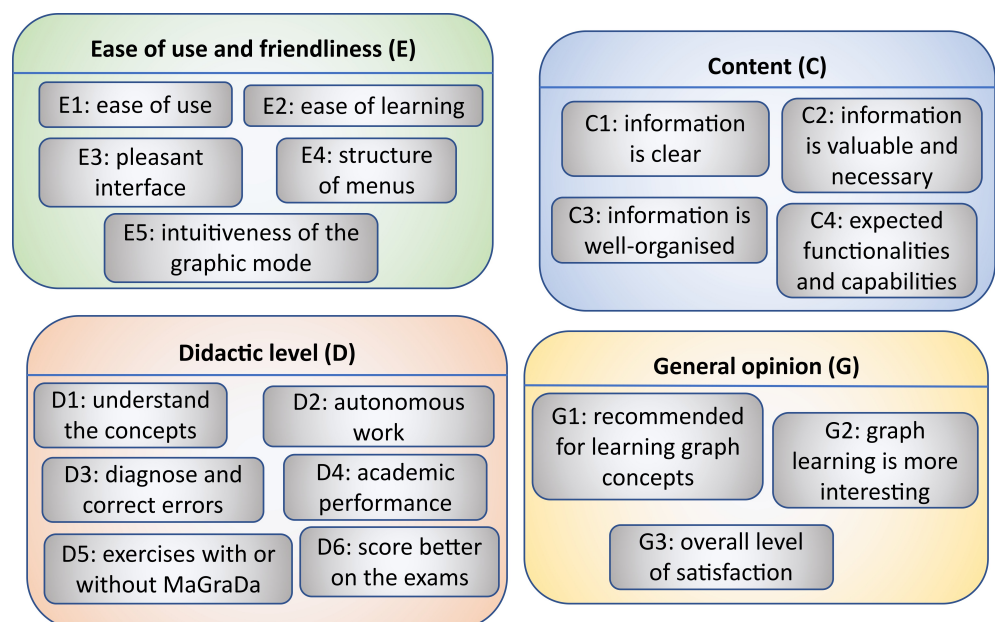 Ease of use and friendliness (E)
E1: ease of use
E2: ease of learning
E3: pleasant
interface
E4: structure
of menus
E5: intuitiveness of the
graphic mode
Content (C)
C1: information
is clear
C2: information
is valuable and
necessary
C3: information is
well-organised
C4: expected
functionalities
and capabilities
Didactic level (D)
D1: understand
the concepts
D2: autonomous
work
D3: diagnose and
correct errors
D4: academic
performance
D5: exercises with or
without MaGraDa
D6: score better
on the exams
General opinion (G)
G1: recommended
for learning graph
concepts
G2: graph
learning is more
interesting
G3: overall level
of satisfaction